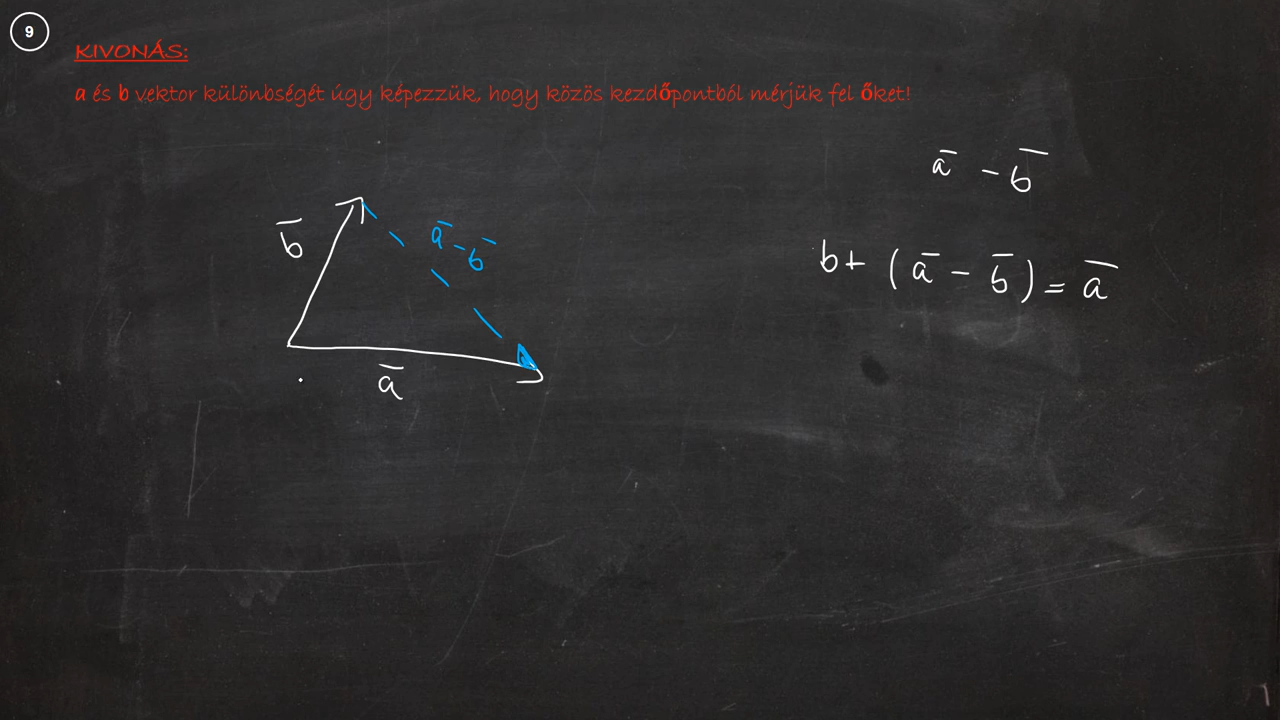 9
KIVONÁS:
a és b vektor különbségét úgy képezzük, hogy közös kezdőpontból mérjük fel őket!
a̅ - b̅
b̅
a̅ - b̅
b + (a̅ - b̅) = a̅
a̅